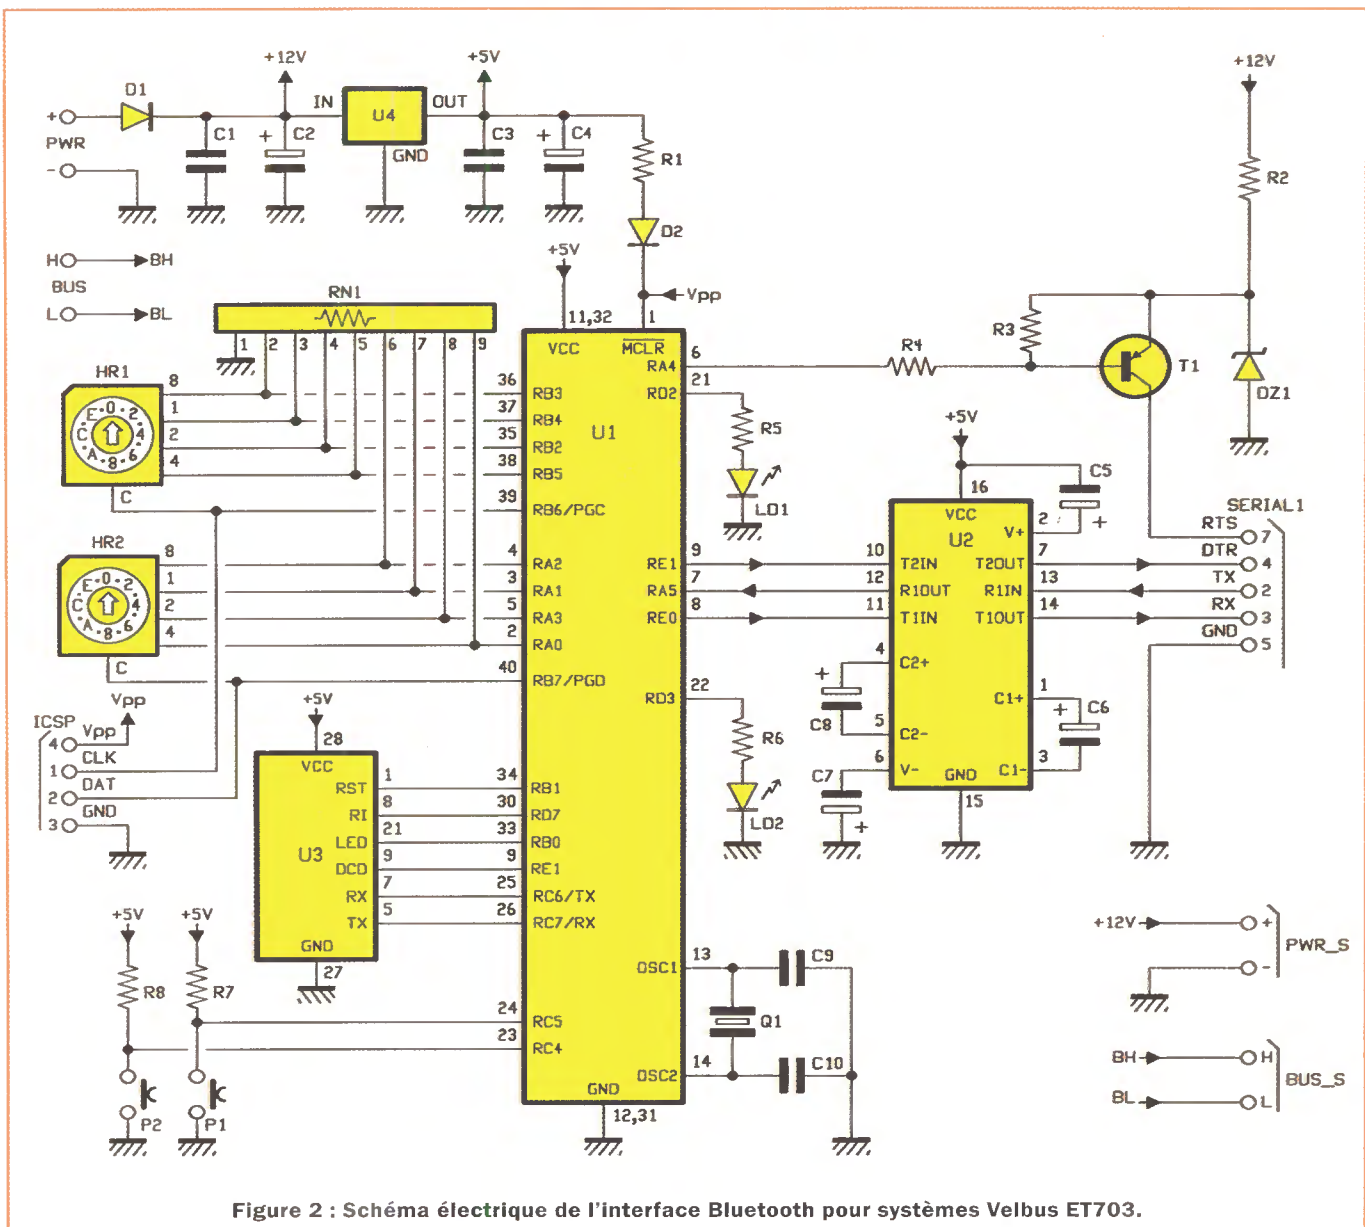 +12V
+5V
+12V
D1
IN
U4
OUT
+
PWR
-
C1
+
C2
GND
C3
+
C4
R1
R2
D2
H
BH
BUS
L
BL
+5V
Vpp
RN1
1 2 3 4 5 6 7 8 9
11,32
1
VCC
MCLR
RA4
6
R4
R3
T1
DZ1
HR1
8
1
2
4
C
E 0 2 4 6 8 A C
36
37
35
38
39
RB3
RB4
RB2
RB5
RB6/PGC
U1
RD2
21
R5
LD1
+5V
16
VCC
U2
C5
+
2
V+
SERIAL1
RTS
7
DTR
4
TX
2
RX
3
GND
5
HR2
8
1
2
4
C
E 0 2 4 6 8 A C
4
3
5
2
40
RA2
RA1
RA3
RA0
RB7/PGD
RE1
9
10
T2IN
T2OUT
7
RA5
7
12
R1OUT
R1IN
13
RE0
8
11
T1IN
T1OUT
14
4
C2+
+
C8
5
C2-
6
V-
C7
+
C1+
1
+
C6
C1-
3
GND
15
RD3
22
R6
LD2
Vpp
ICSP
4
Vpp
1
CLK
2
DAT
3
GND
+5V
28
VCC
U3
RST
1
34
RB1
RI
8
30
RD7
LED
21
33
RB0
DCD
9
9
RE1
RX
7
25
RC6/TX
TX
5
26
RC7/RX
GND
27
+5V
+5V
R8
R7
24
RC5
23
RC4
P2
P1
OSC1
13
C9
Q1
OSC2
14
C10
GND
12,31
+12V
+
-
PWR_S
BH
H
BL
L
BUS_S
Figure 2 : Schéma électrique de l'interface Bluetooth pour systèmes Velbus ET703.